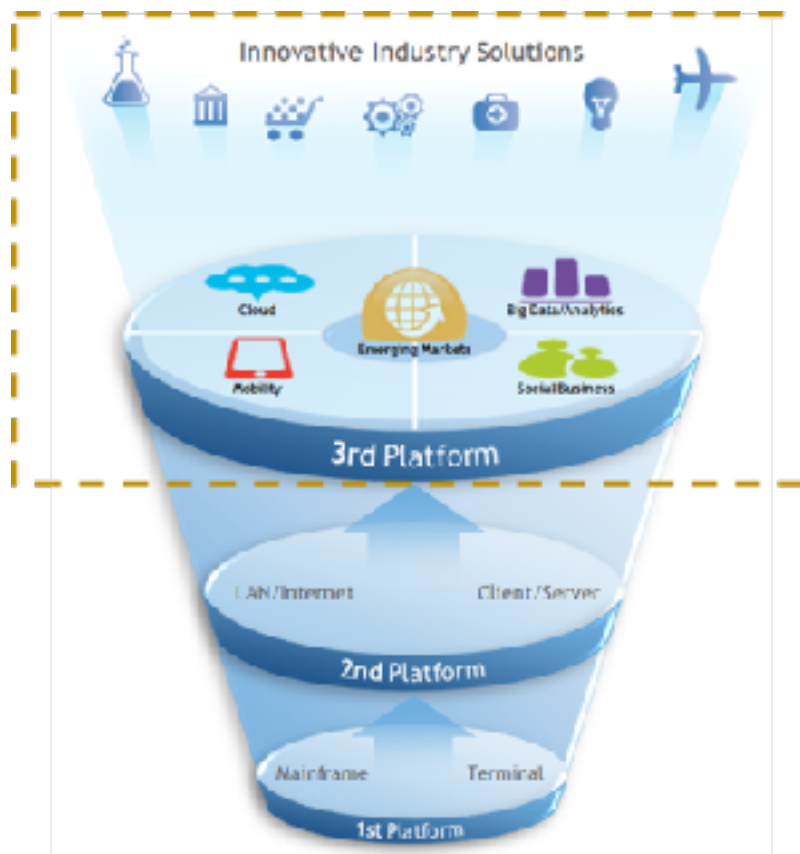 Innovative Industry Solutions
Cloud
Big Data/Analytics
Emerging Markets
Mobility
Social Business
3rd Platform
LAN/Internet
Client/Server
2nd Platform
Mainframe
Terminal
1st Platform